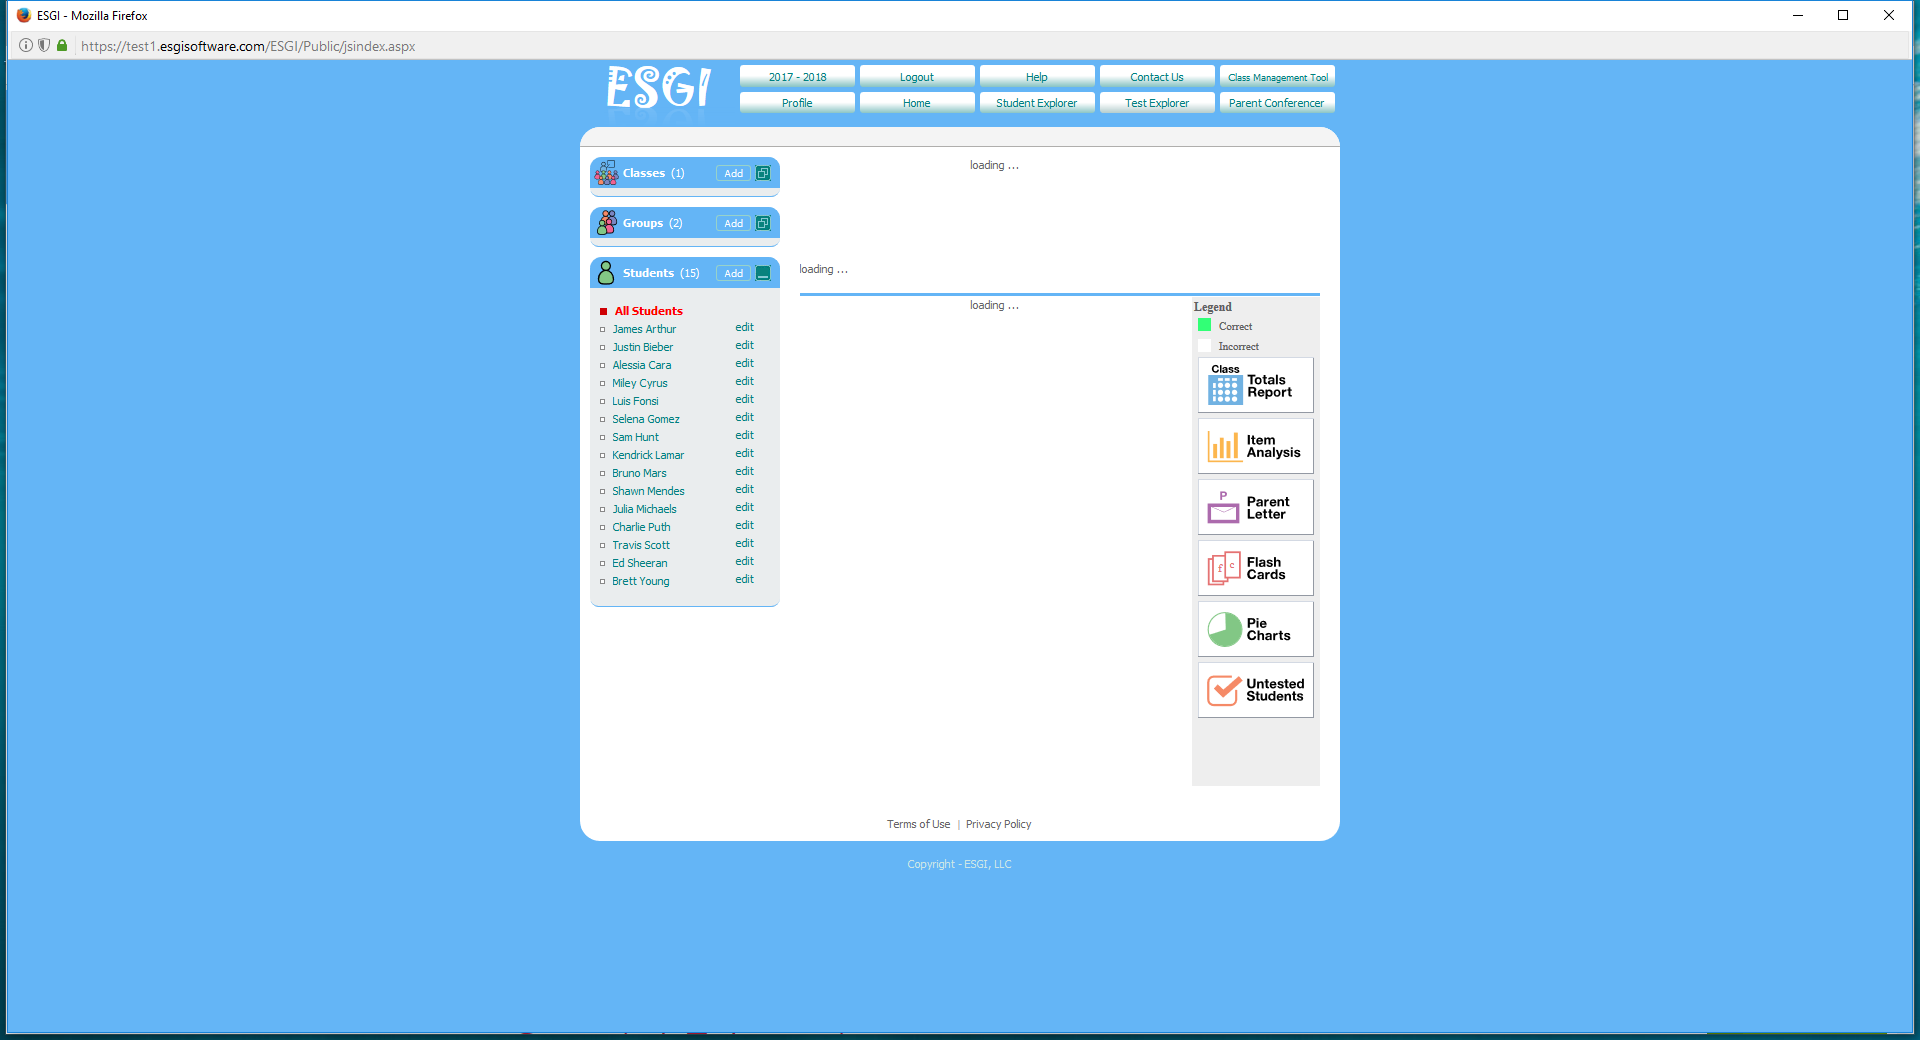 ESGI - Mozilla Firefox
https://test1.esgisoftware.com/ESGI/Public/jsindex.aspx
ESGI
2017 - 2018
Logout
Help
Contact Us
Class Management Tool
Profile
Home
Student Explorer
Test Explorer
Parent Conferencer
Classes (1) Add
Groups (2) Add
Students (15) Add
All Students
James Arthur edit
Justin Bieber edit
Alessia Cara edit
Miley Cyrus edit
Luis Fonsi edit
Selena Gomez edit
Sam Hunt edit
Kendrick Lamar edit
Bruno Mars edit
Shawn Mendes edit
Julia Michaels edit
Charlie Puth edit
Travis Scott edit
Ed Sheeran edit
Brett Young edit
loading ...
loading ...
loading ...
Legend
Correct
Incorrect
Class
Totals
Report
Item
Analysis
P
Parent
Letter
f c
Flash
Cards
Pie
Charts
Untested
Students
Terms of Use | Privacy Policy
Copyright - ESGI, LLC